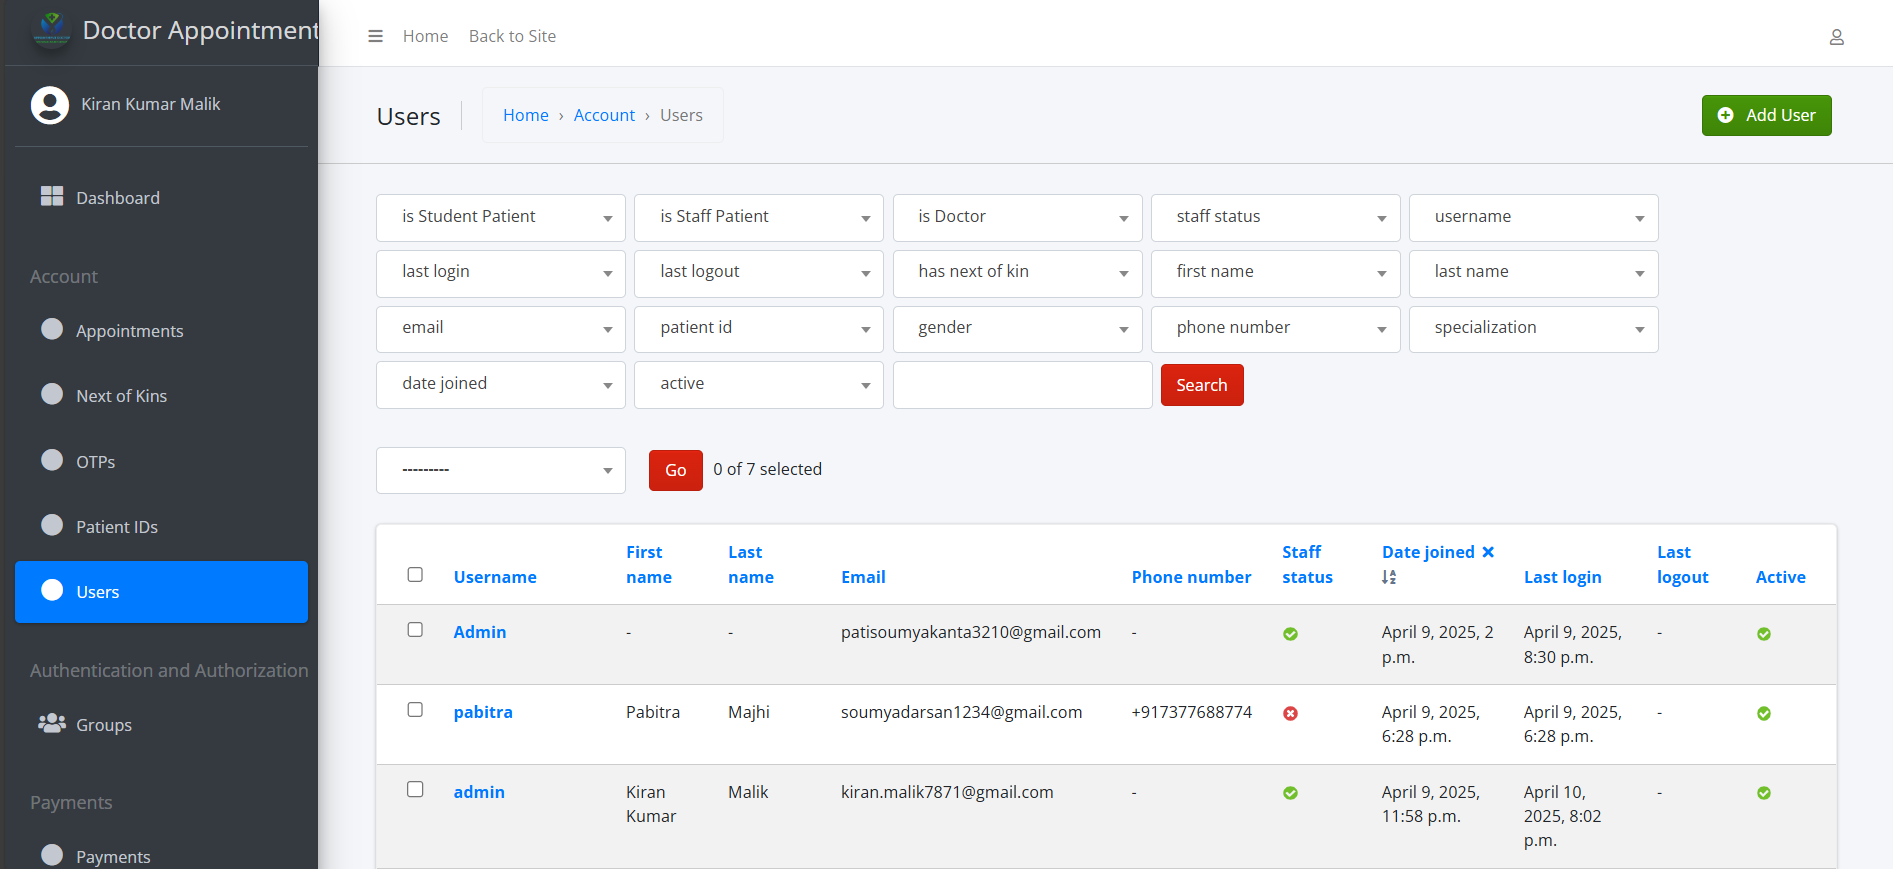 Doctor Appointment
Home Back to Site
Kiran Kumar Malik
Users
Home › Account › Users
Add User
Dashboard
Account
Appointments
Next of Kins
OTPs
Patient IDs
Users
Authentication and Authorization
Groups
Payments
Payments
is Student Patient is Staff Patient is Doctor staff status username
last login last logout has next of kin first name last name
email patient id gender phone number specialization
date joined active Search
--------- Go 0 of 7 selected
Username First name Last name Email Phone number Staff status Date joined Last login Last logout Active
Admin - - patisoumyakanta3210@gmail.com - April 9, 2025, 2 p.m. April 9, 2025, 8:30 p.m. -
pabitra Pabitra Majhi soumyadarsan1234@gmail.com +917377688774 April 9, 2025, 6:28 p.m. April 9, 2025, 6:28 p.m. -
admin Kiran Kumar Malik kiran.malik7871@gmail.com - April 9, 2025, 11:58 p.m. April 10, 2025, 8:02 p.m. -